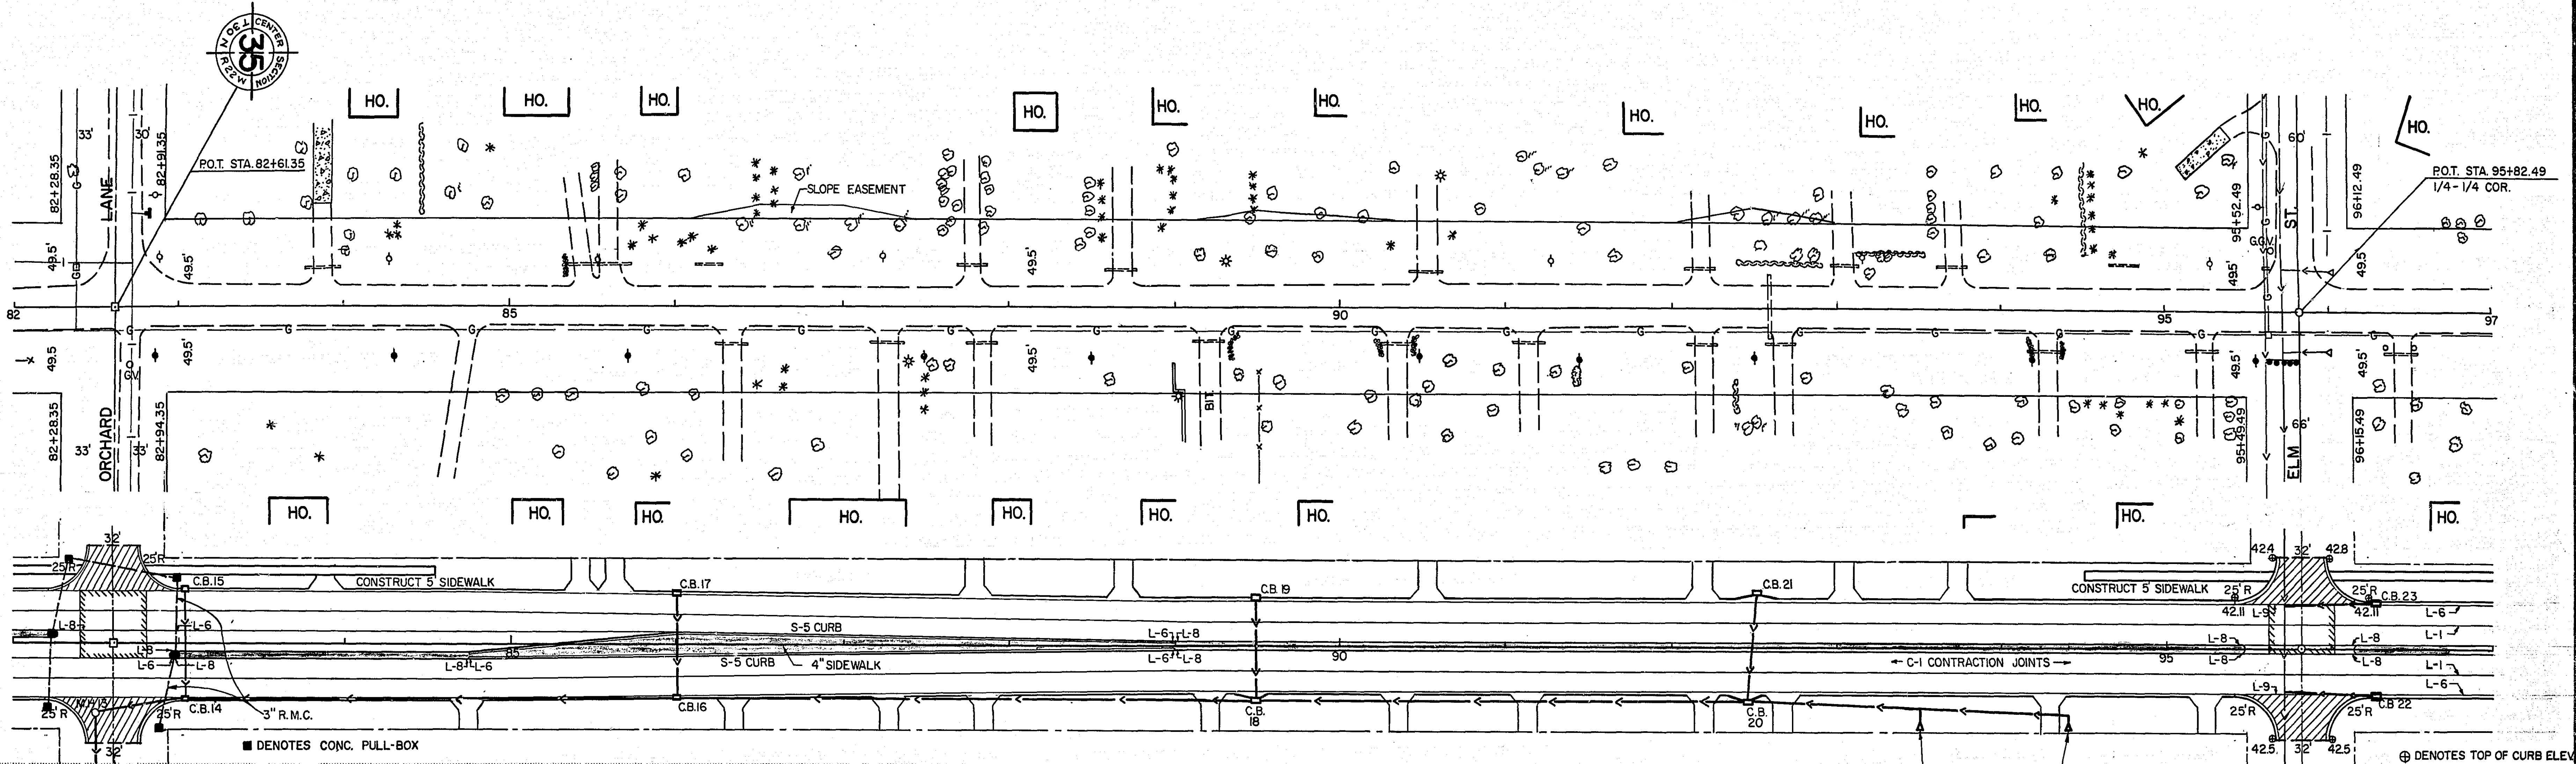 CENTER SECTION
35
T 30 N
R 22 W
HO.
HO.
HO.
HO.
HO.
HO.
HO.
HO.
HO.
HO.
HO.
33'
30'
82+28.35
82+91.35
P.O.T. STA. 82+61.35
LANE
G
SLOPE EASEMENT
60'
G
95+52.49
96+12.49
ST.
P.O.T. STA. 95+82.49
1/4 - 1/4 COR.
G.G.V.
49.5'
49.5'
49.5'
49.5'
49.5'
82
85
90
95
97
G
G
G
G
G
G
G
G
G
G
G
G
G
G
49.5
49.5'
49.5'
49.5'
49.5'
G.V.
BIT.
82+28.35
82+94.35
33'
33'
ORCHARD
95+49.49
66'
ELM
96+15.49
HO.
HO.
HO.
HO.
HO.
HO.
HO.
HO.
HO.
32'
25'R
25'R
C.B.15
CONSTRUCT 5' SIDEWALK
C.B.17
C.B.19
C.B.21
CONSTRUCT 5' SIDEWALK
42.4
32'
42.8
25'R
25'R
C.B.23
42.11
L-9
42.11
L-6
L-8
L-6
S-5 CURB
L-6
L-8
L-8
L-8
L-1
L-8
85
90
95
L-6
L-8
L-8
L-6
S-5 CURB
4" SIDEWALK
L-6
L-8
C-1 CONTRACTION JOINTS
L-8
L-8
L-1
L-9
L-6
25'R
M.H.13
25'R
C.B.14
3" R.M.C.
C.B.16
C.B.
18
C.B.
20
25'R
25'R
C.B 22
32'
■ DENOTES CONC. PULL-BOX
42.5
32'
42.5
⊕ DENOTES TOP OF CURB ELEV.